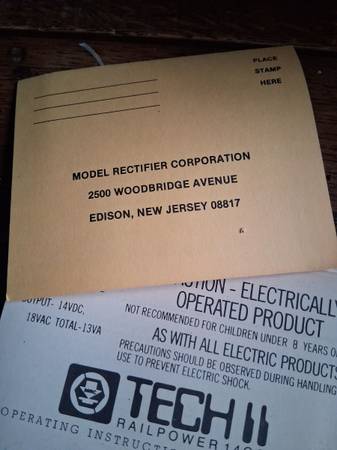 PLACE
STAMP
HERE
MODEL RECTIFIER CORPORATION
2500 WOODBRIDGE AVENUE
EDISON, NEW JERSEY 08817
- ELECTRICALLY
OPERATED PRODUCT
14VDC,
18VAC TOTAL-13VA
NOT RECOMMENDED FOR CHILDREN UNDER 8 YEARS
AS WITH ALL ELECTRIC PRODUCTS
PRECAUTIONS SHOULD BE OBSERVED DURING HANDLING
USE TO PREVENT ELECTRIC SHOCK.
TECH II
RAILPOWER
OPERATING